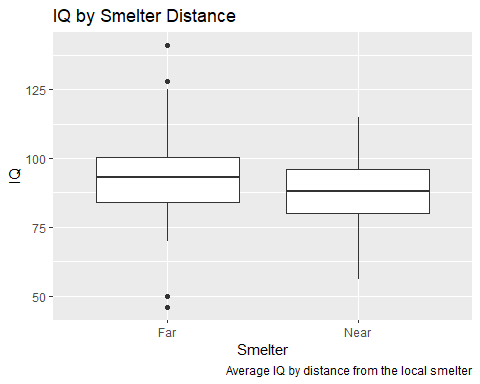 IQ by Smelter Distance
IQ
125
100
75
50
Far
Near
Smelter
Average IQ by distance from the local smelter